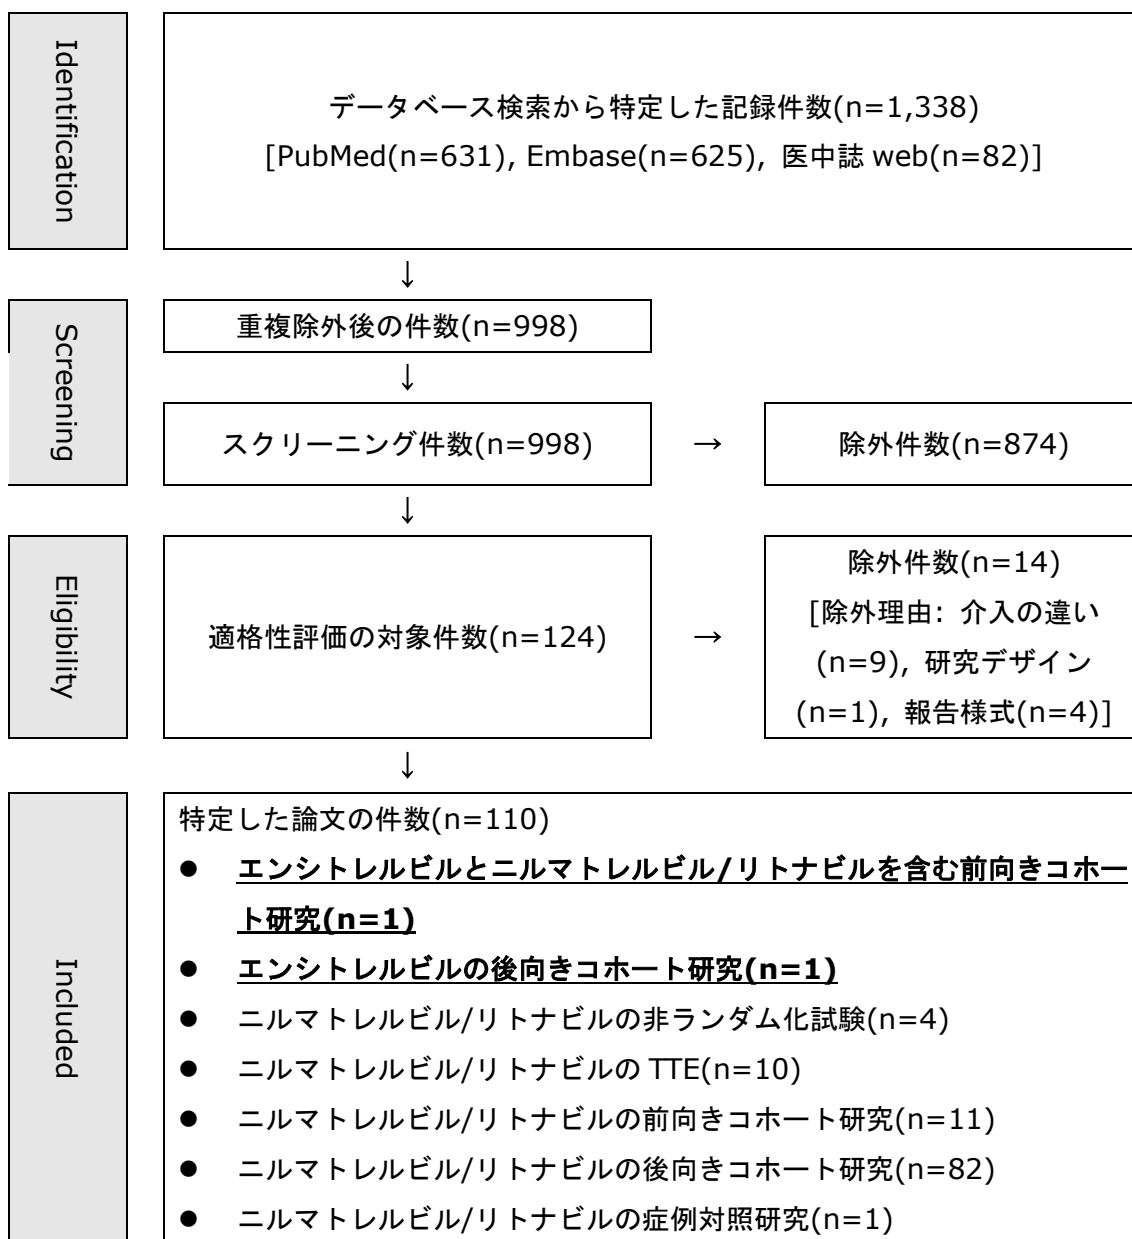 Identification
データベース検索から特定した記録件数(n=1,338)
[PubMed(n=631), Embase(n=625), 医中誌 web(n=82)]
↓
Screening
重複除外後の件数(n=998)
↓
スクリーニング件数(n=998)
→
除外件数(n=874)
↓
Eligibility
適格性評価の対象件数(n=124)
→
除外件数(n=14)
[除外理由: 介入の違い
(n=9), 研究デザイン
(n=1), 報告様式(n=4)]
↓
Included
特定した論文の件数(n=110)
● エンシトレルビルとニルマトレルビル/リトナビルを含む前向きコホー
ト研究(n=1)
● エンシトレルビルの後向きコホート研究(n=1)
● ニルマトレルビル/リトナビルの非ランダム化試験(n=4)
● ニルマトレルビル/リトナビルの TTE(n=10)
● ニルマトレルビル/リトナビルの前向きコホート研究(n=11)
● ニルマトレルビル/リトナビルの後向きコホート研究(n=82)
● ニルマトレルビル/リトナビルの症例対照研究(n=1)